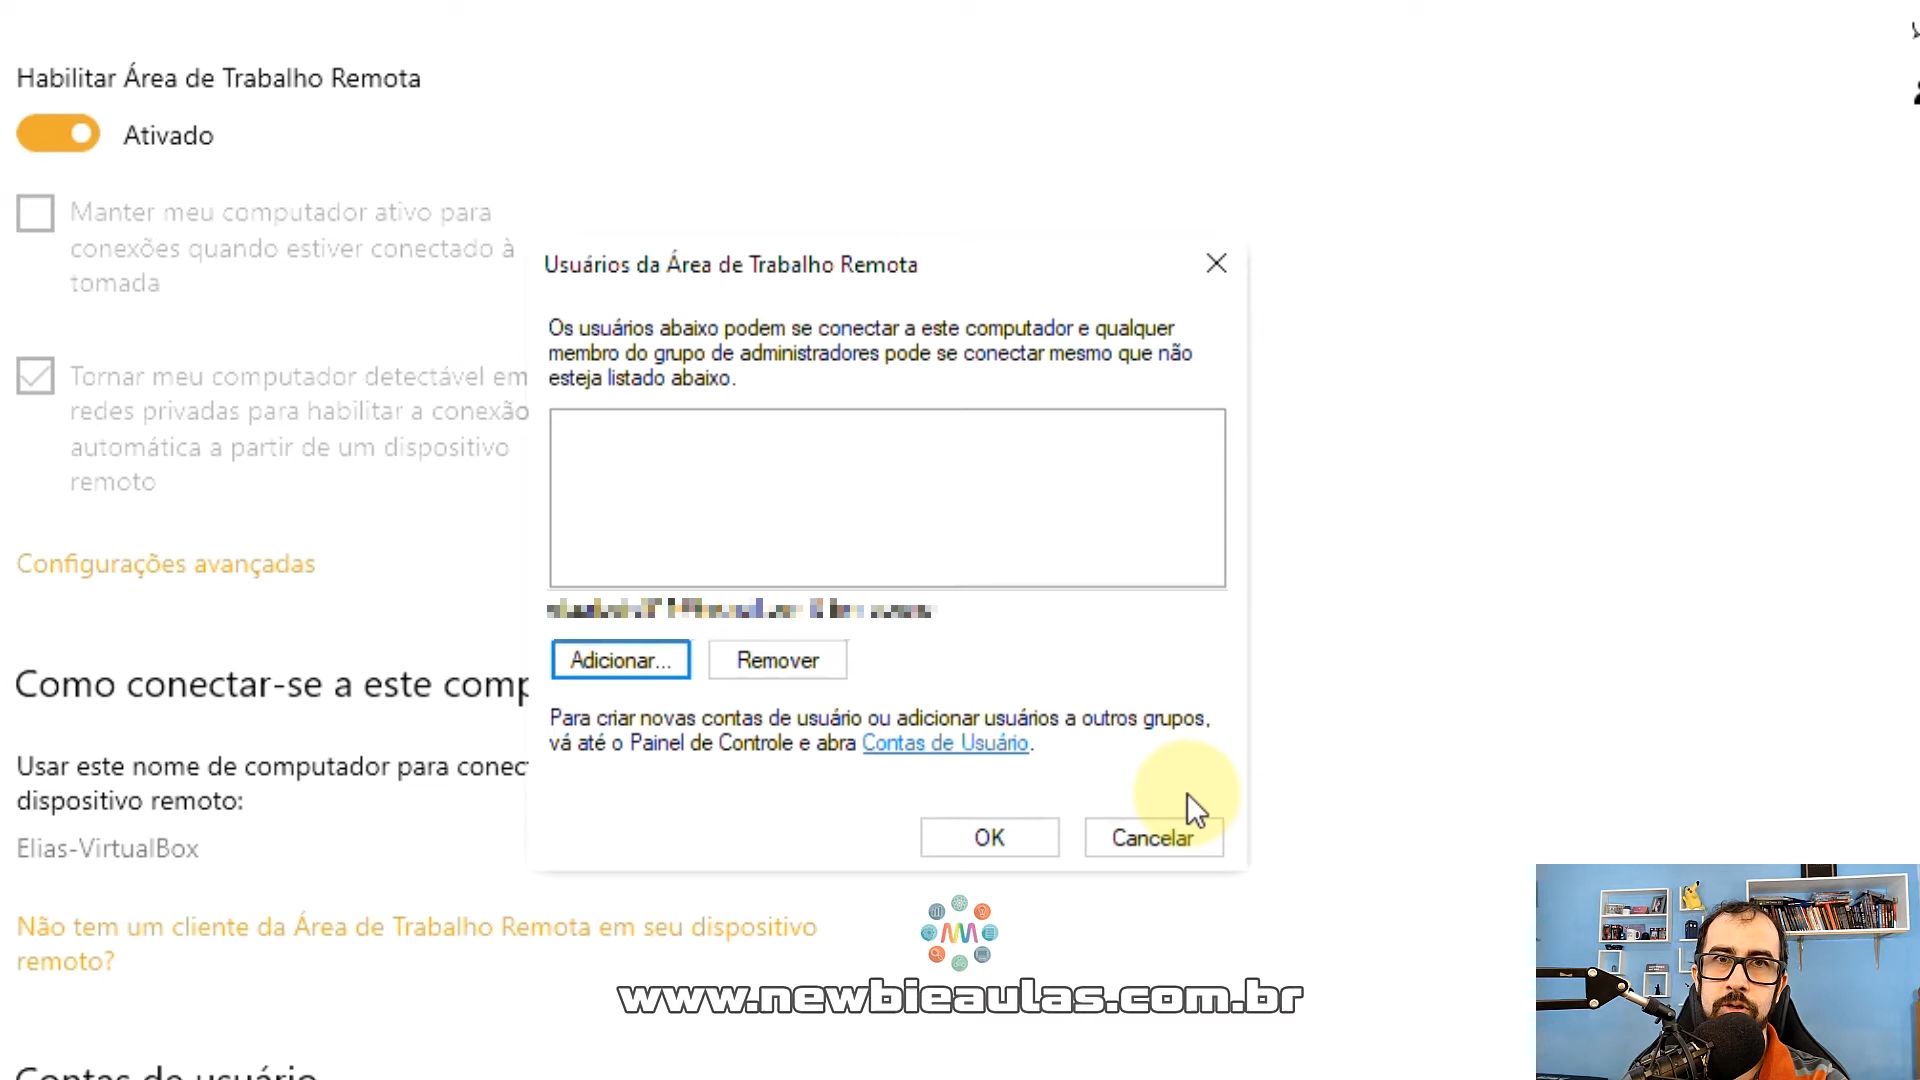 Habilitar Área de Trabalho Remota
Ativado
Manter meu computador ativo para
conexões quando estiver conectado à
tomada
Tornar meu computador detectável em
redes privadas para habilitar a conexão
automática a partir de um dispositivo
remoto
Configurações avançadas
Como conectar-se a este comp
Usar este nome de computador para conec
dispositivo remoto:
Elias-VirtualBox
Não tem um cliente da Área de Trabalho Remota em seu dispositivo
remoto?
Contas de usuário
Usuários da Área de Trabalho Remota
Os usuários abaixo podem se conectar a este computador e qualquer
membro do grupo de administradores pode se conectar mesmo que não
esteja listado abaixo.
Adicionar...
Remover
Para criar novas contas de usuário ou adicionar usuários a outros grupos,
vá até o Painel de Controle e abra Contas de Usuário.
OK
Cancelar
www.newbieaulas.com.br